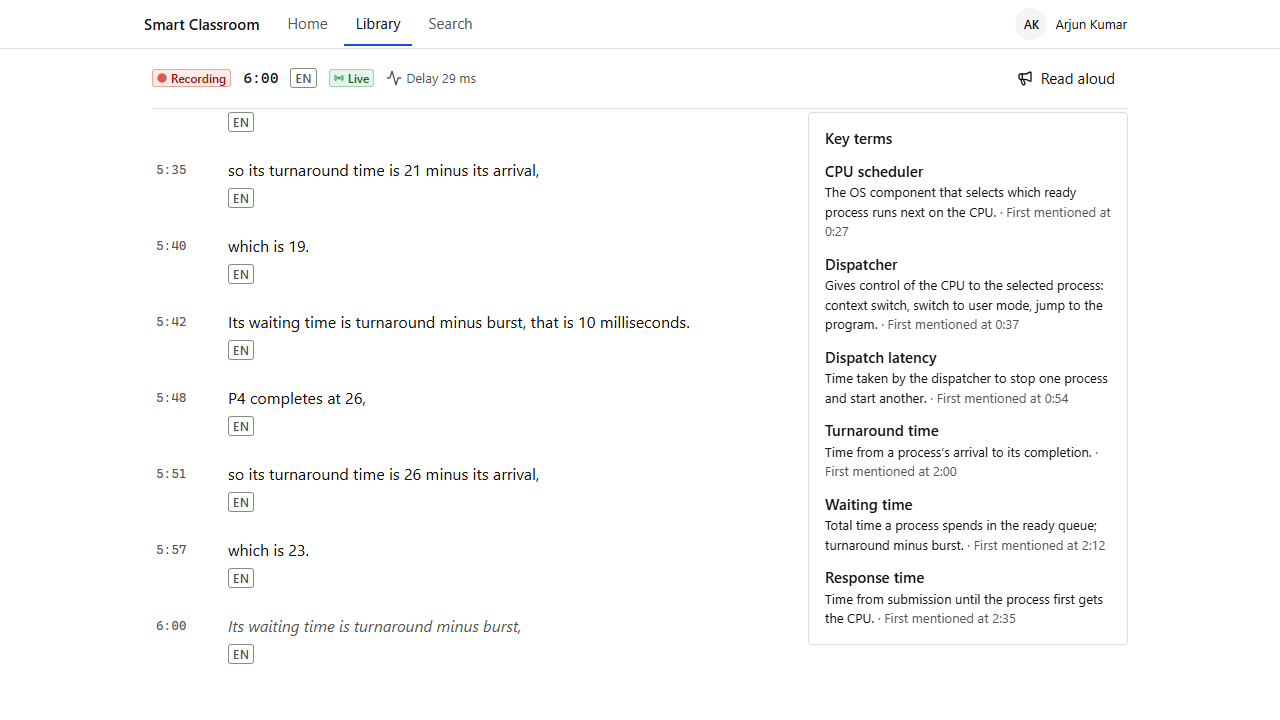 Smart Classroom Home Library Search AK Arjun Kumar
Recording 6:00 EN Live Delay 29 ms Read aloud
EN
5:35 so its turnaround time is 21 minus its arrival,
EN
5:40 which is 19.
EN
5:42 Its waiting time is turnaround minus burst, that is 10 milliseconds.
EN
5:48 P4 completes at 26,
EN
5:51 so its turnaround time is 26 minus its arrival,
EN
5:57 which is 23.
EN
6:00 Its waiting time is turnaround minus burst,
EN
Key terms
CPU scheduler
The OS component that selects which ready
process runs next on the CPU. · First mentioned at
0:27
Dispatcher
Gives control of the CPU to the selected process:
context switch, switch to user mode, jump to the
program. · First mentioned at 0:37
Dispatch latency
Time taken by the dispatcher to stop one process
and start another. · First mentioned at 0:54
Turnaround time
Time from a process’s arrival to its completion. ·
First mentioned at 2:00
Waiting time
Total time a process spends in the ready queue;
turnaround minus burst. · First mentioned at 2:12
Response time
Time from submission until the process first gets
the CPU. · First mentioned at 2:35